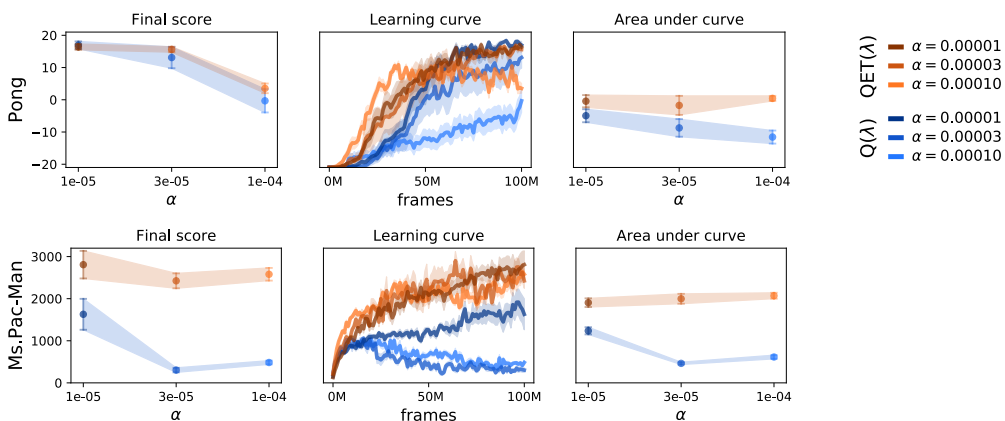 Final score
Learning curve
Area under curve
Pong
20
10
0
−10
−20
1e-05
3e-05
1e-04
α
0M
50M
100M
frames
1e-05
3e-05
1e-04
α
QET(λ)
α = 0.00001
α = 0.00003
α = 0.00010
Q(λ)
α = 0.00001
α = 0.00003
α = 0.00010
Final score
Learning curve
Area under curve
Ms.Pac-Man
3000
2000
1000
0
1e-05
3e-05
1e-04
α
0M
50M
100M
frames
1e-05
3e-05
1e-04
α